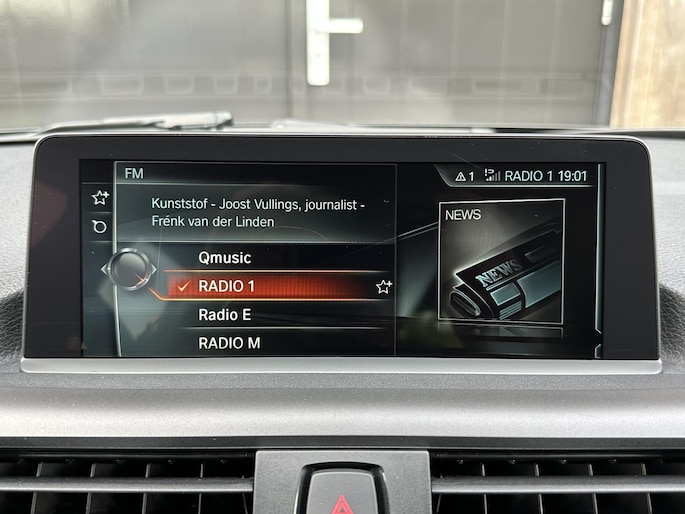 FM
1 RADIO 1 19:01
Kunststof - Joost Vullings, journalist -
Frénk van der Linden
NEWS
Qmusic
RADIO 1
Radio E
RADIO M
NEWS